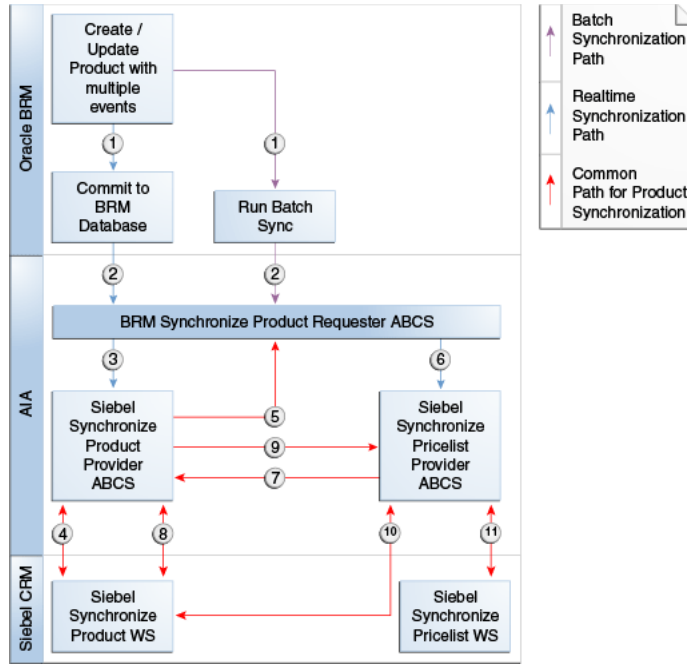 Create /
Update
Product with
multiple
events
1
1
Commit to
BRM
Database
Run Batch
Sync
Oracle BRM
2
2
BRM Synchronize Product Requester ABCS
3
6
Siebel
Synchronize
Product
Provider
ABCS
5
9
7
Siebel
Synchronize
Pricelist
Provider
ABCS
AIA
4
8
10
11
Siebel
Synchronize
Product WS
Siebel
Synchronize
Pricelist WS
Siebel CRM
Batch
Synchronization
Path
Realtime
Synchronization
Path
Common
Path for Product
Synchronization